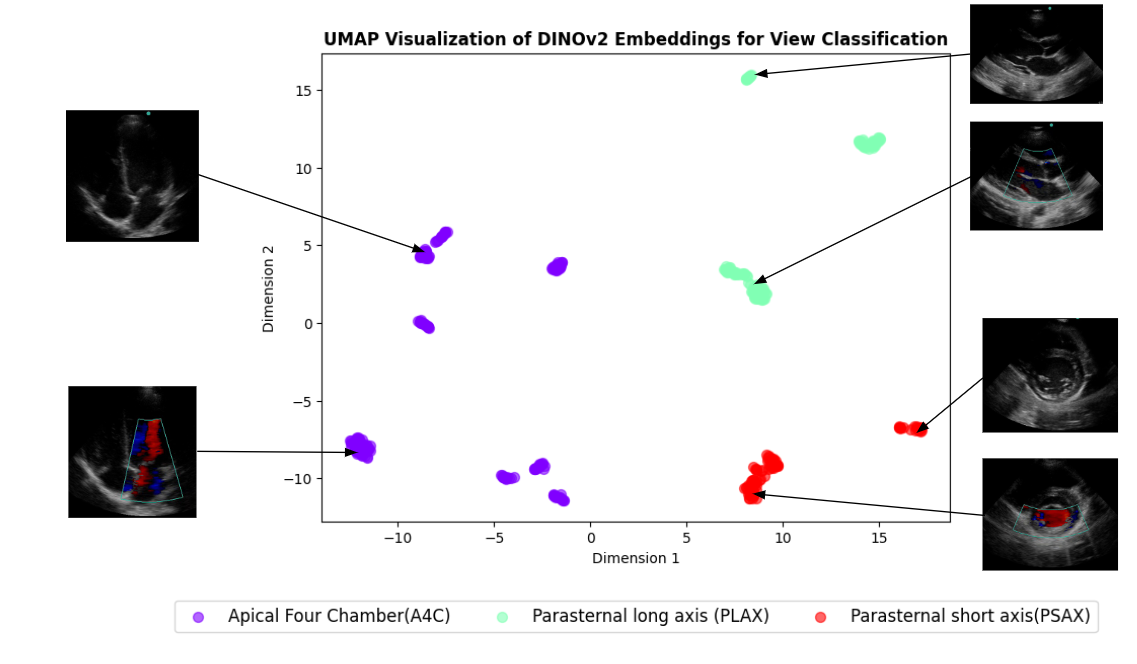 UMAP Visualization of DINOv2 Embeddings for View Classification
15
10
5
0
−5
−10
Dimension 2
−10
−5
0
5
10
15
Dimension 1
Apical Four Chamber(A4C)
Parasternal long axis (PLAX)
Parasternal short axis(PSAX)